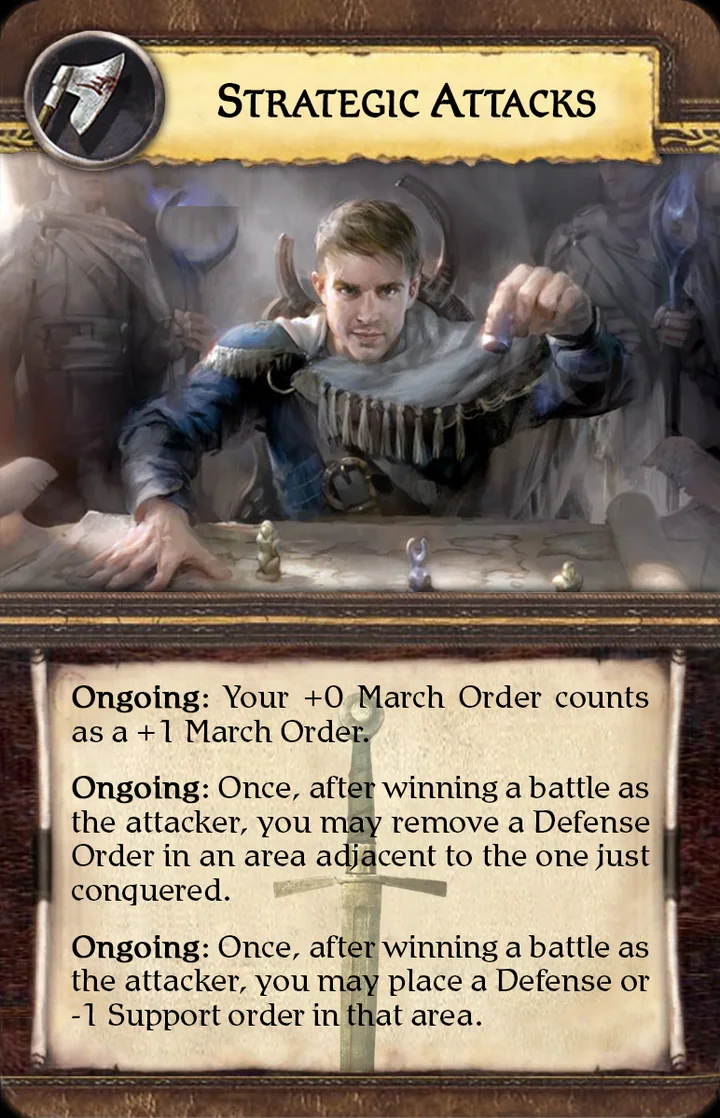 Strategic Attacks
Ongoing: Your +0 March Order counts
as a +1 March Order.
Ongoing: Once, after winning a battle as
the attacker, you may remove a Defense
Order in an area adjacent to the one just
conquered.
Ongoing: Once, after winning a battle as
the attacker, you may place a Defense or
-1 Support order in that area.